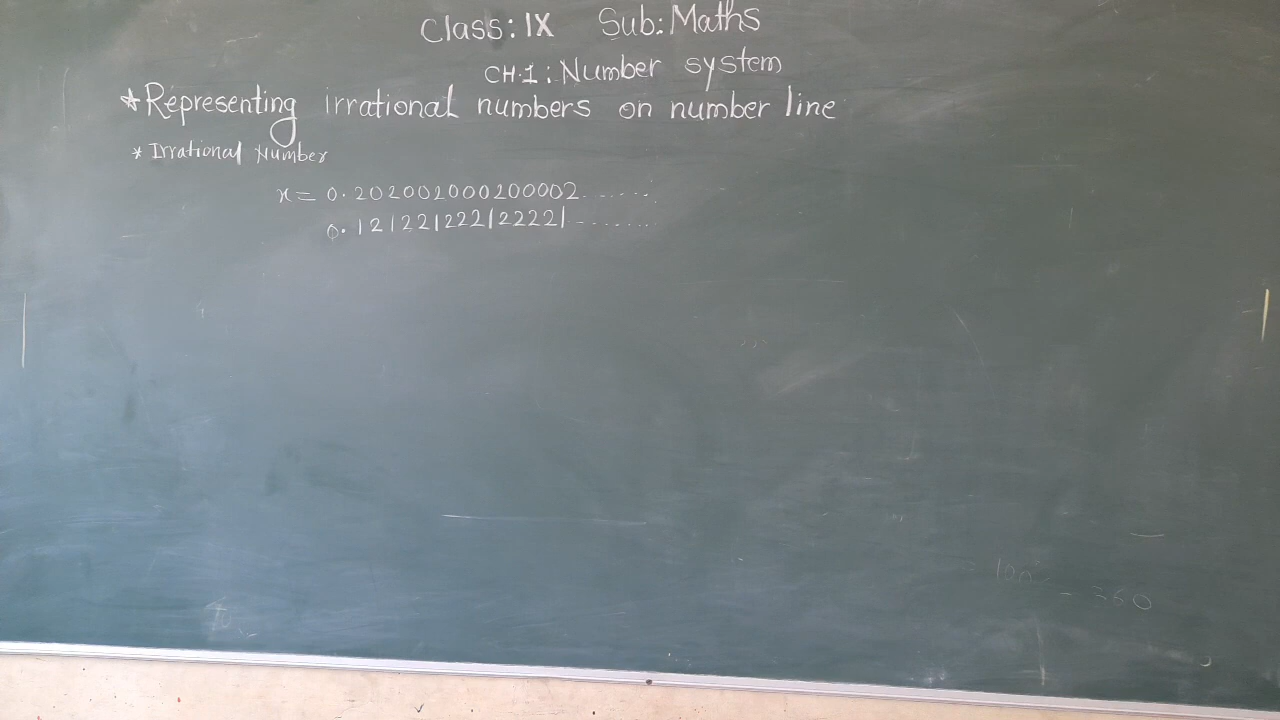 Class: IX Sub: Maths
CH.1: Number system
* Representing irrational numbers on number line
* Irrational Number
x = 0.202002000200002.......
0.121221222122221........
= 360